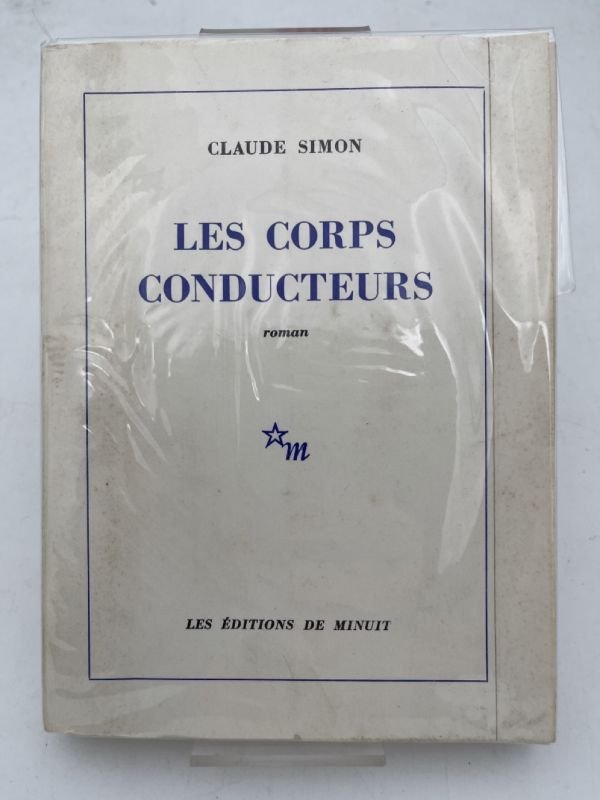 CLAUDE SIMON
LES CORPS
CONDUCTEURS
roman
m
LES ÉDITIONS DE MINUIT